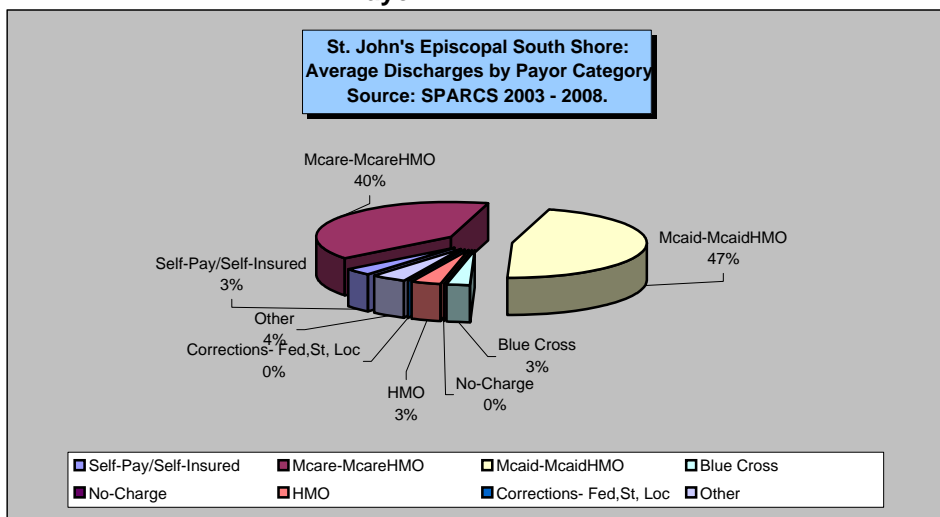 St. John's Episcopal South Shore:
Average Discharges by Payor Category
Source: SPARCS 2003 - 2008.
Mcare-McareHMO
40%
Mcaid-McaidHMO
47%
Self-Pay/Self-Insured
3%
Other
4%
Corrections- Fed,St, Loc
0%
HMO
3%
No-Charge
0%
Blue Cross
3%
Self-Pay/Self-Insured Mcare-McareHMO Mcaid-McaidHMO Blue Cross
No-Charge HMO Corrections- Fed,St, Loc Other